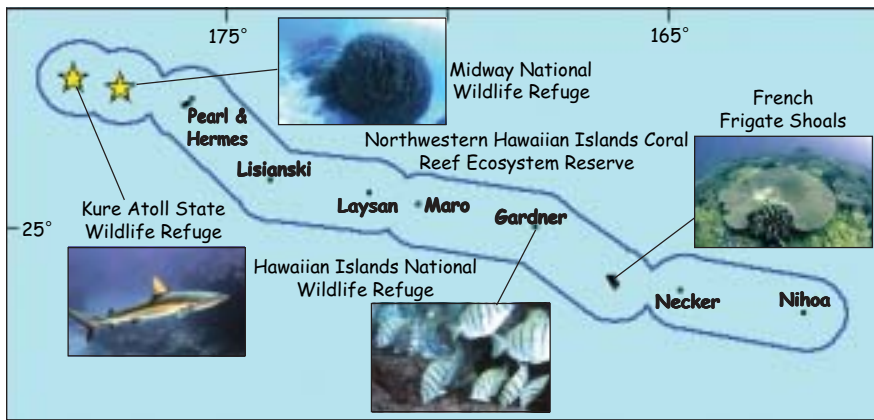 175°
165°
Midway National
Wildlife Refuge
French
Frigate Shoals
Pearl &
Hermes
Northwestern Hawaiian Islands Coral
Reef Ecosystem Reserve
Lisianski
Kure Atoll State
Wildlife Refuge
Laysan
Maro
Gardner
25°
Hawaiian Islands National
Wildlife Refuge
Necker
Nihoa